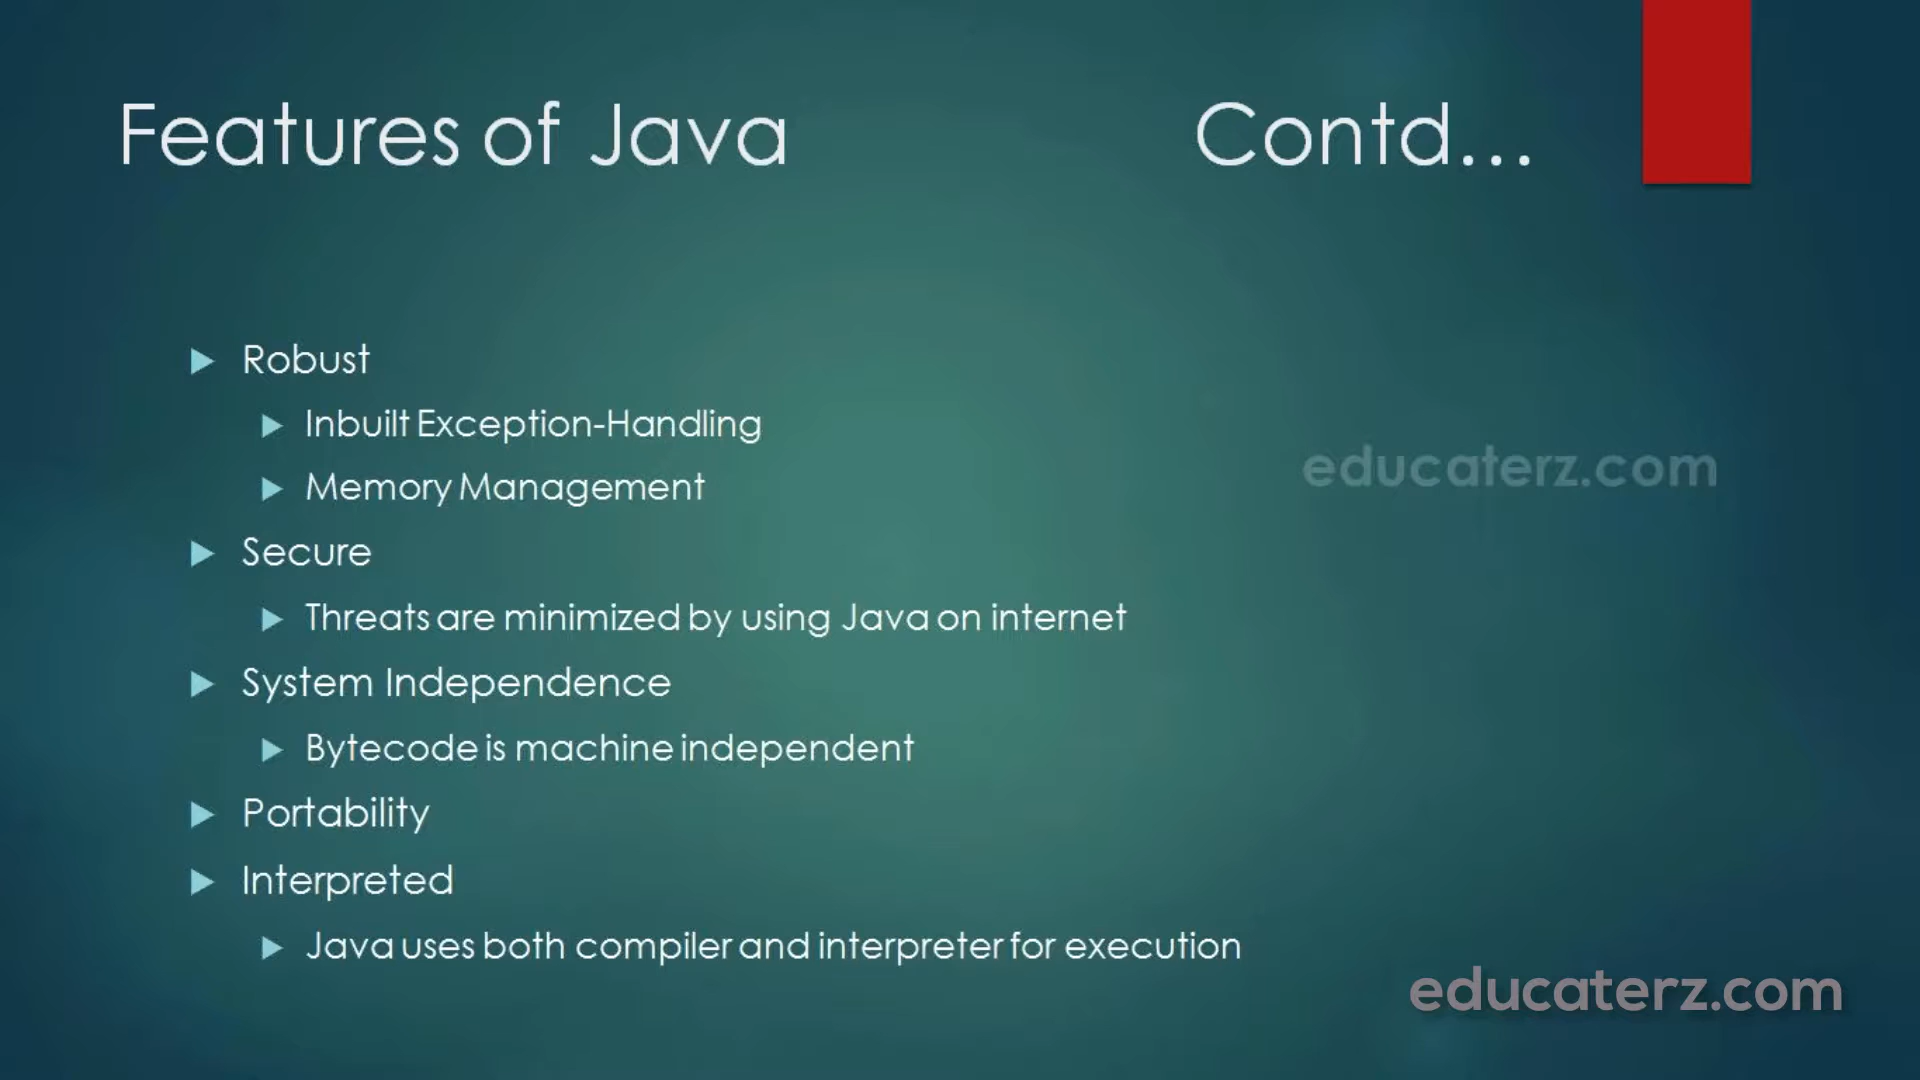 Features of Java Contd...
Robust
Inbuilt Exception-Handling
Memory Management
educaterz.com
Secure
Threats are minimized by using Java on internet
System Independence
Bytecode is machine independent
Portability
Interpreted
Java uses both compiler and interpreter for execution
educaterz.com